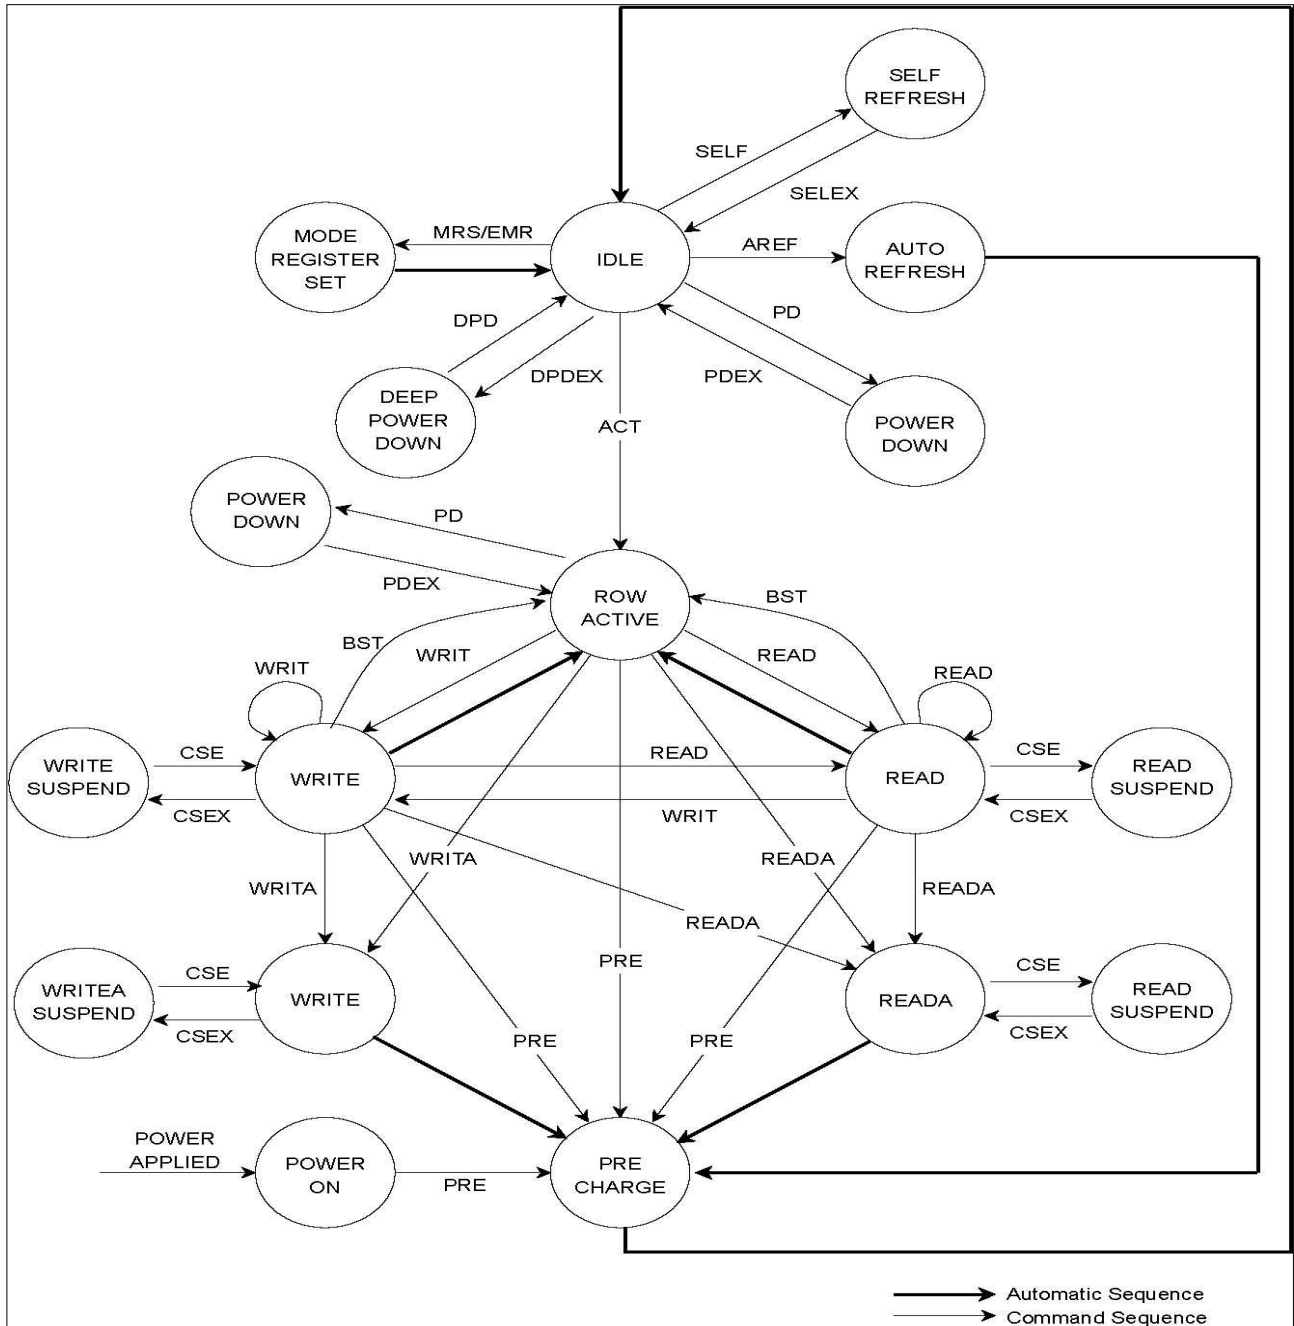 SELF
REFRESH
SELF
SELEX
MODE
REGISTER
SET
MRS/EMR
IDLE
AREF
AUTO
REFRESH
DPD
DPDEX
PD
PDEX
DEEP
POWER
DOWN
ACT
POWER
DOWN
POWER
DOWN
PD
PDEX
ROW
ACTIVE
BST
BST
WRIT
WRIT
READ
READ
WRITE
SUSPEND
CSE
CSEX
WRITE
READ
WRIT
READ
CSE
CSEX
READ
SUSPEND
WRITA
WRITA
READA
READA
READA
WRITEA
SUSPEND
CSE
CSEX
WRITE
PRE
PRE
PRE
READA
CSE
CSEX
READ
SUSPEND
POWER
APPLIED
POWER
ON
PRE
PRE
CHARGE
Automatic Sequence
Command Sequence